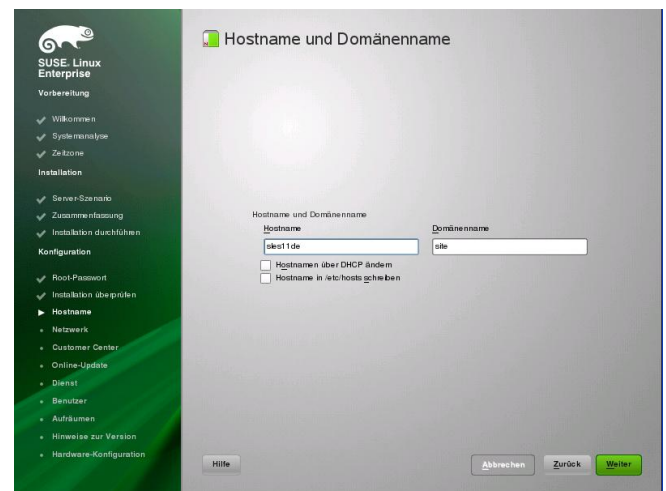 SUSE. Linux
Enterprise
Vorbereitung
Willkommen
Systemanalyse
Zeitzone
Installation
Server-Szenario
Zusammenfassung
Installation durchführen
Konfiguration
Root-Passwort
Installation überprüfen
Hostname
Netzwerk
Customer Center
Online-Update
Dienst
Benutzer
Aufräumen
Hinweise zur Version
Hardware-Konfiguration
Hostname und Domänenname
Hostname und Domänenname
Hostname Domänenname
sles11de site
Hostnamen über DHCP ändern
Hostname in /etc/hosts schreiben
Hilfe Abbrechen Zurück Weiter